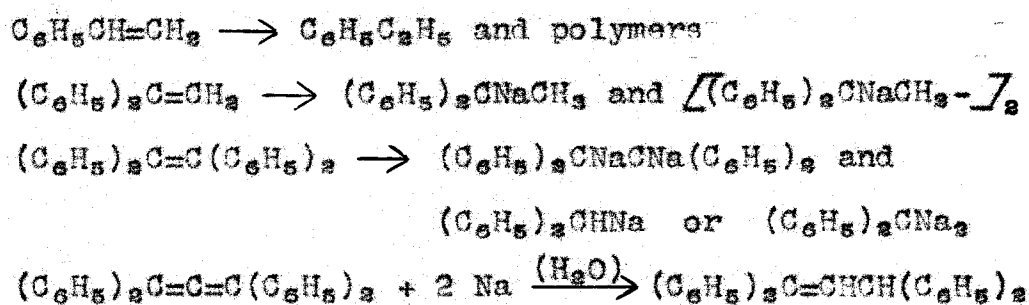 C₆H₅CH=CH₂ ⟶ C₆H₅C₂H₅ and polymers
(C₆H₅)₂C=CH₂ ⟶ (C₆H₅)₂CNaCH₃ and [(C₆H₅)₂CNaCH₂-]₂
(C₆H₅)₂C=C(C₆H₅)₂ ⟶ (C₆H₅)₂CNaCNa(C₆H₅)₂ and
(C₆H₅)₂CHNa or (C₆H₅)₂CNa₂
(C₆H₅)₂C=C=C(C₆H₅)₂ + 2 Na (H₂O)⟶ (C₆H₅)₂C=CHCH(C₆H₅)₂